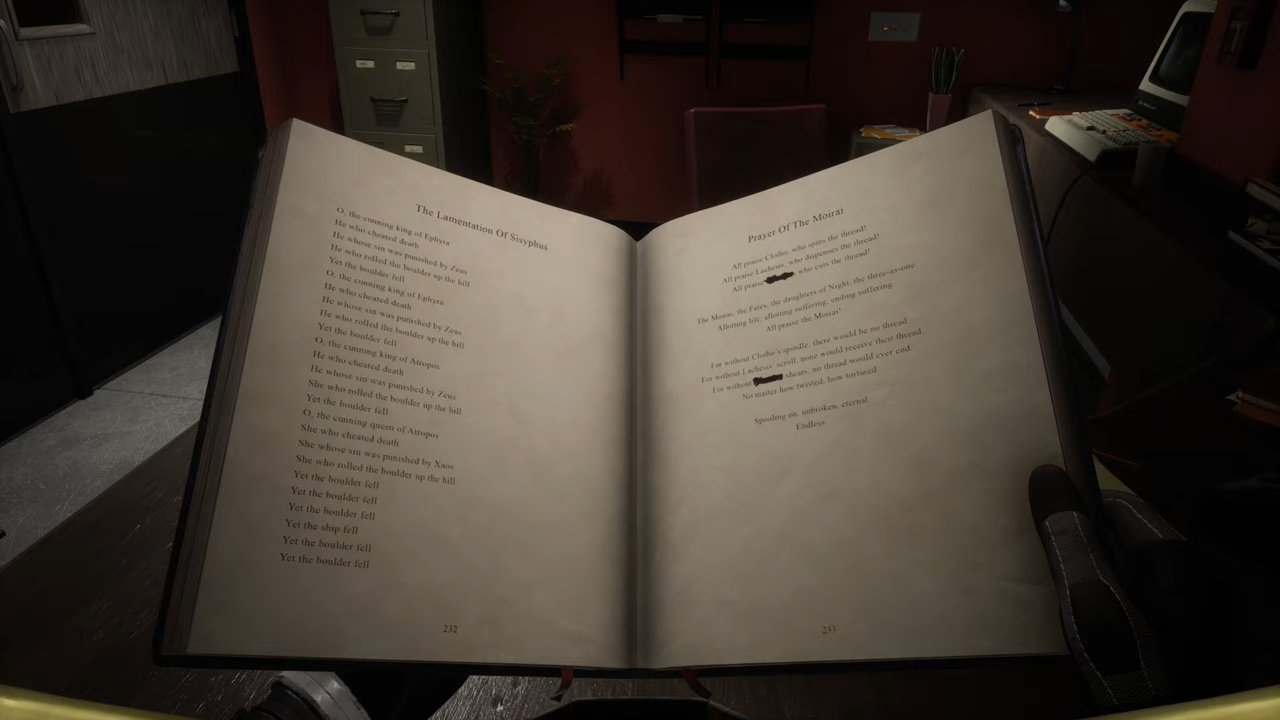 The Lamentation Of Sisyphus
O, the cunning king of Ephyra
He who cheated death
He whose sin was punished by Zeus
He who rolled the boulder up the hill
Yet the boulder fell
O, the cunning king of Ephyra
He who cheated death
He whose sin was punished by Zeus
He who rolled the boulder up the hill
Yet the boulder fell
O, the cunning king of Atropos
He who cheated death
He whose sin was punished by Zeus
She who rolled the boulder up the hill
Yet the boulder fell
O, the cunning queen of Atropos
She who cheated death
She whose sin was punished by Xaos
She who rolled the boulder up the hill
Yet the boulder fell
Yet the boulder fell
Yet the boulder fell
Yet the ship fell
Yet the boulder fell
Yet the boulder fell
232
Prayer Of The Moirai
All praise Clotho, who spins the thread!
All praise Lachesis, who dispenses the thread!
All praise who cuts the thread!
The Moirai, the Fates, the daughters of Night, the three-as-one
Allotting life, allotting suffering, ending suffering.
All praise the Moirai!
For without Clotho's spindle, there would be no thread.
For without Lachesis' scroll, none would receive their thread.
For without shears, no thread would ever end.
No matter how twisted, how tortured.
Spooling on, unbroken, eternal.
Endless.
233